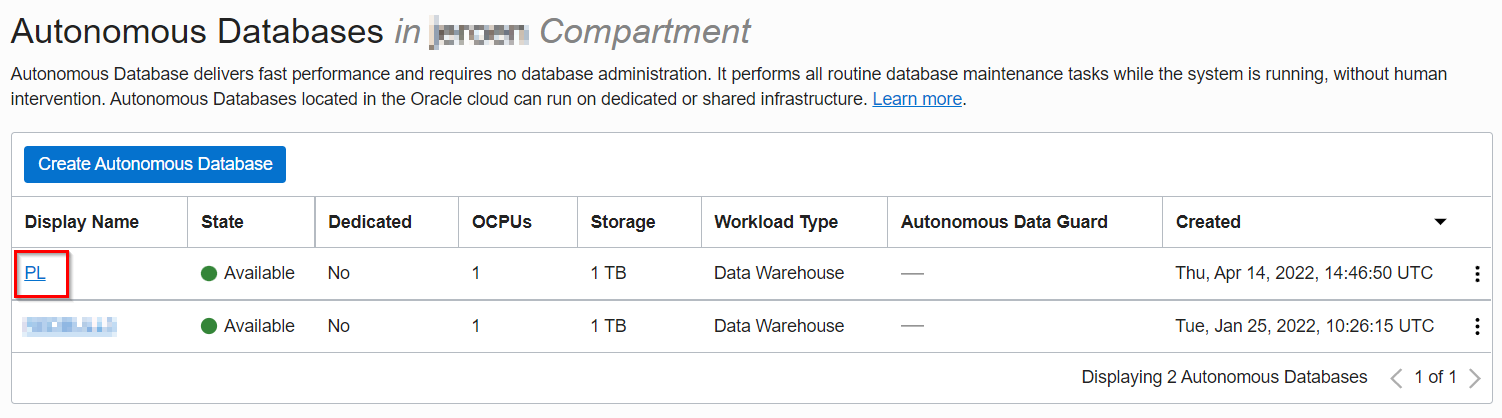 Autonomous Databases in Compartment
Autonomous Database delivers fast performance and requires no database administration. It performs all routine database maintenance tasks while the system is running, without human
intervention. Autonomous Databases located in the Oracle cloud can run on dedicated or shared infrastructure. Learn more.
Create Autonomous Database
Display Name State Dedicated OCPUs Storage Workload Type Autonomous Data Guard Created
PL Available No 1 1 TB Data Warehouse — Thu, Apr 14, 2022, 14:46:50 UTC
Available No 1 1 TB Data Warehouse — Tue, Jan 25, 2022, 10:26:15 UTC
Displaying 2 Autonomous Databases 1 of 1